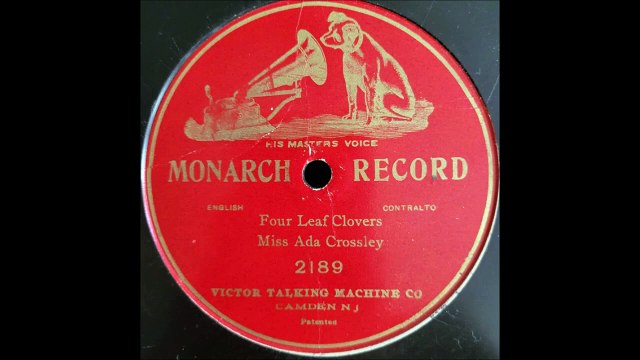 HIS MASTERS VOICE
MONARCH RECORD
ENGLISH CONTRALTO
Four Leaf Clovers
Miss Ada Crossley
2189
VICTOR TALKING MACHINE CO
CAMDEN N J
Patented